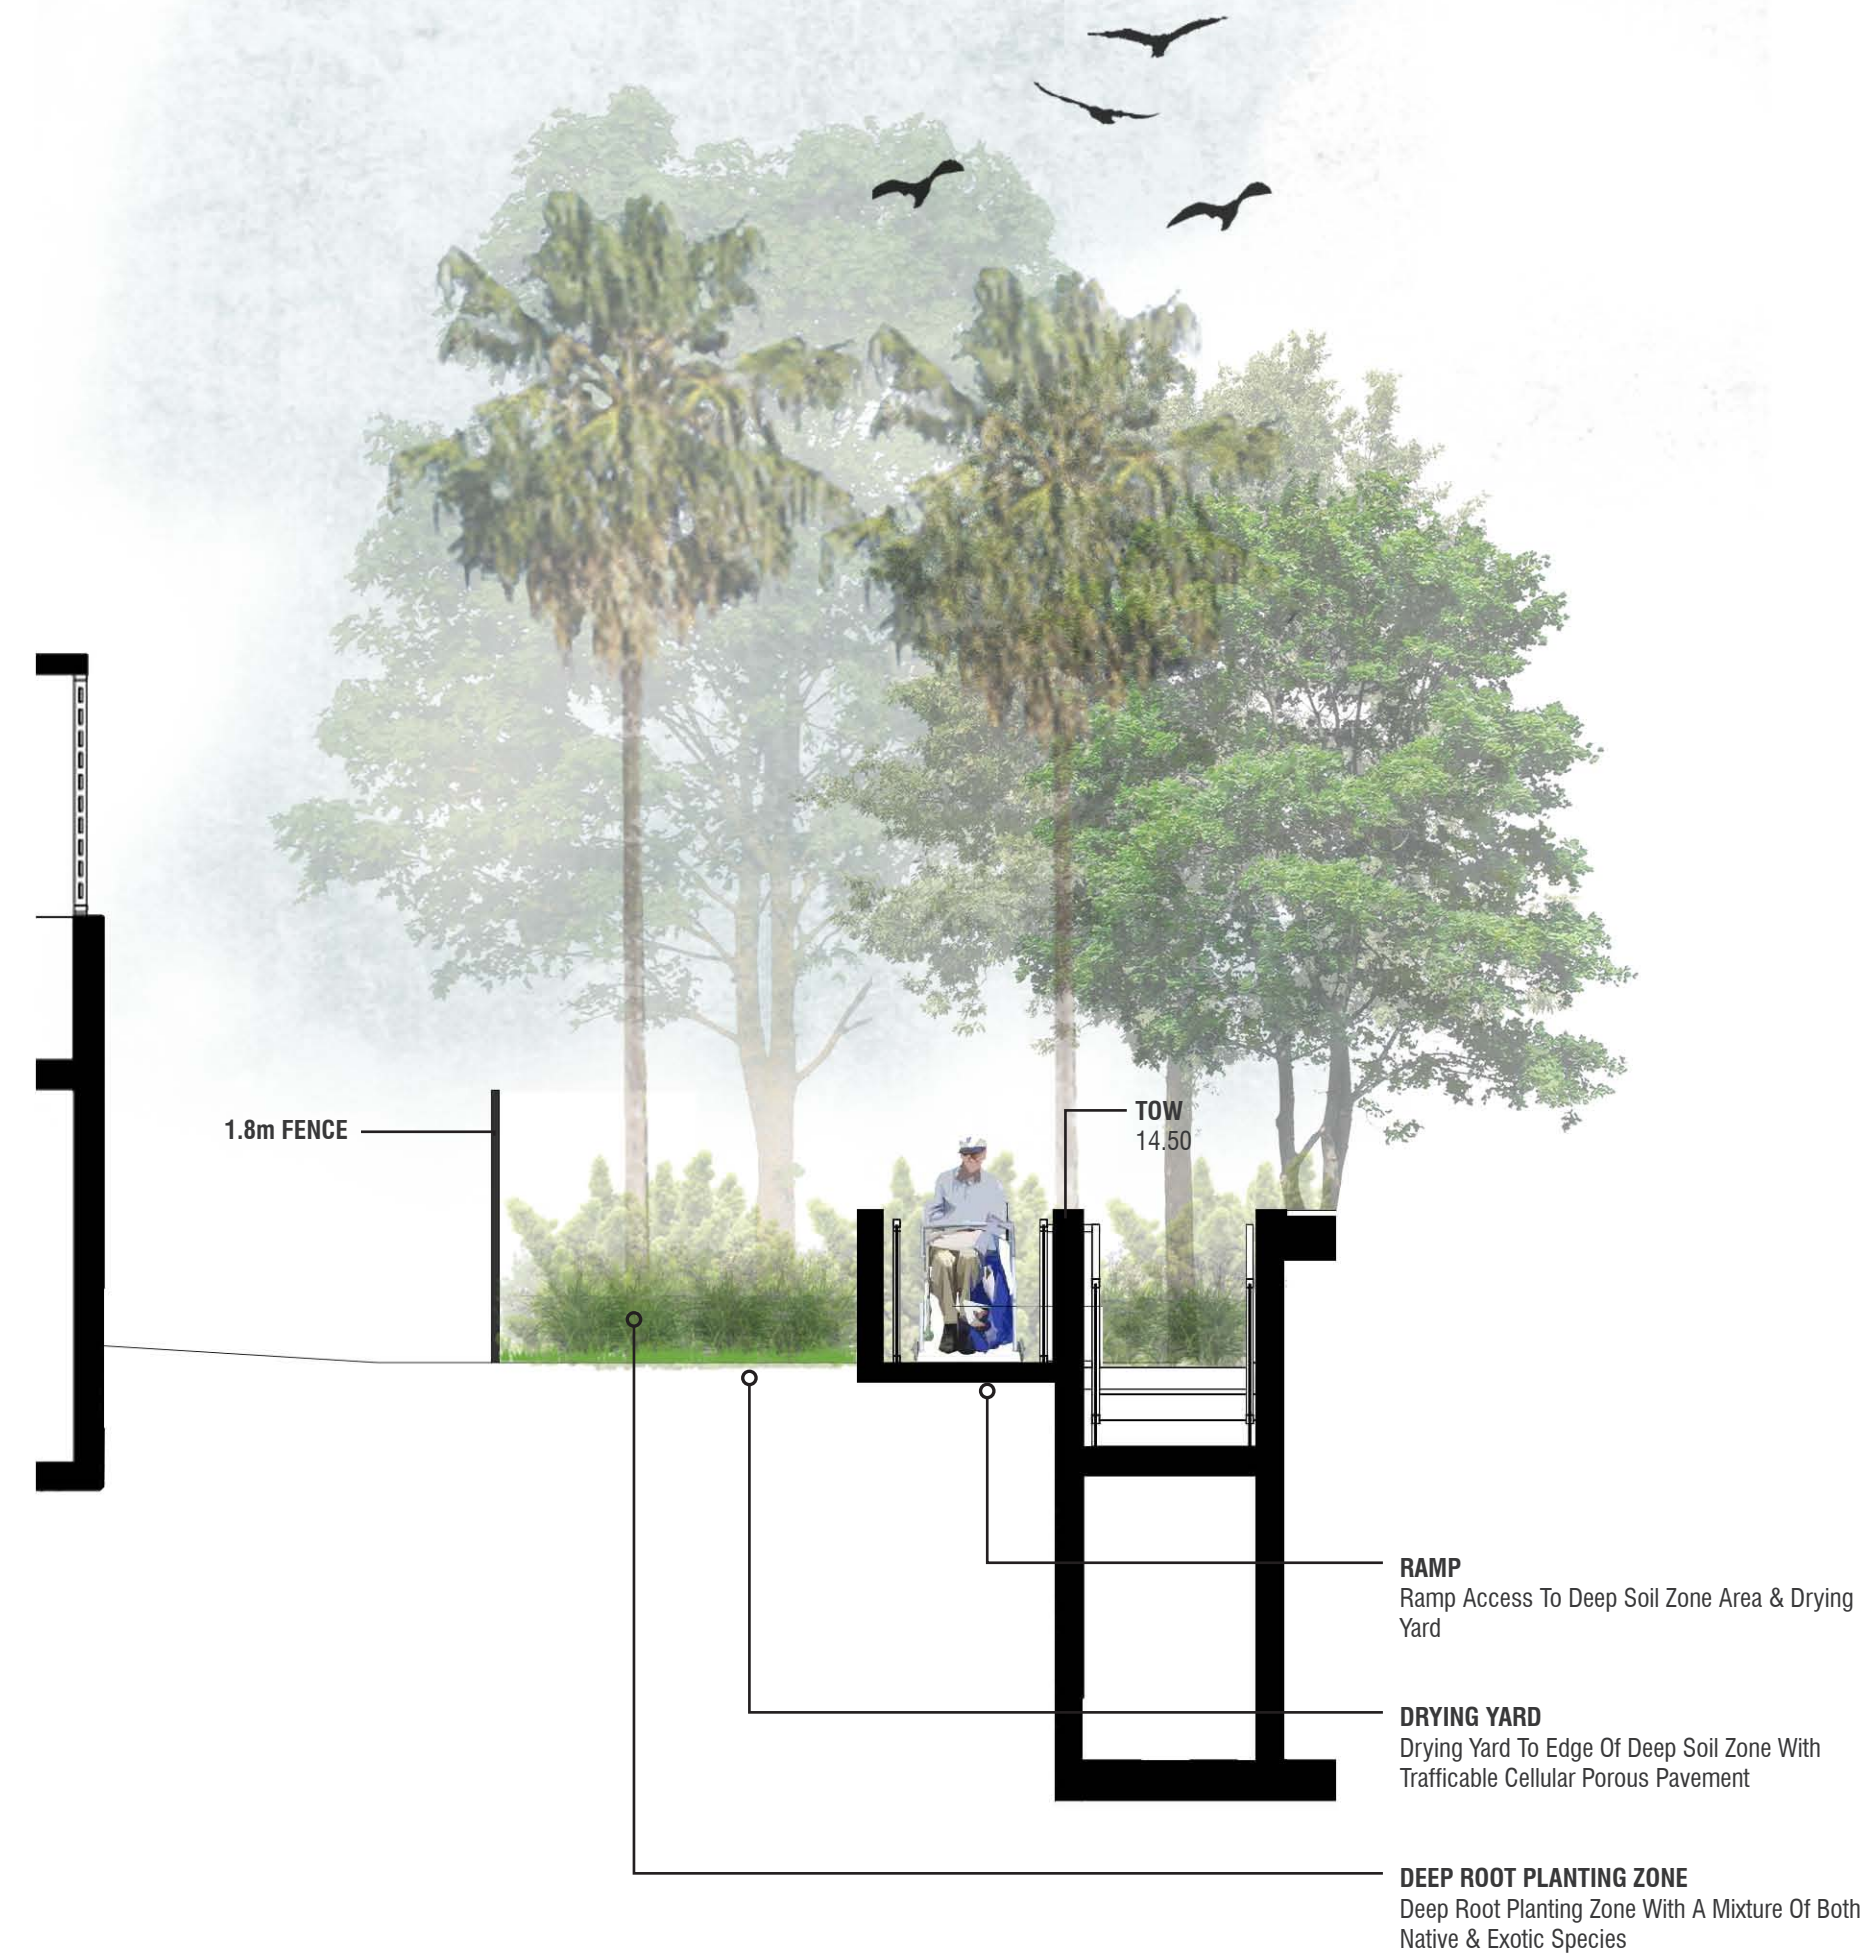 1.8m FENCE
TOW
14.50
RAMP
Ramp Access To Deep Soil Zone Area & Drying
Yard
DRYING YARD
Drying Yard To Edge Of Deep Soil Zone With
Trafficable Cellular Porous Pavement
DEEP ROOT PLANTING ZONE
Deep Root Planting Zone With A Mixture Of Both
Native & Exotic Species